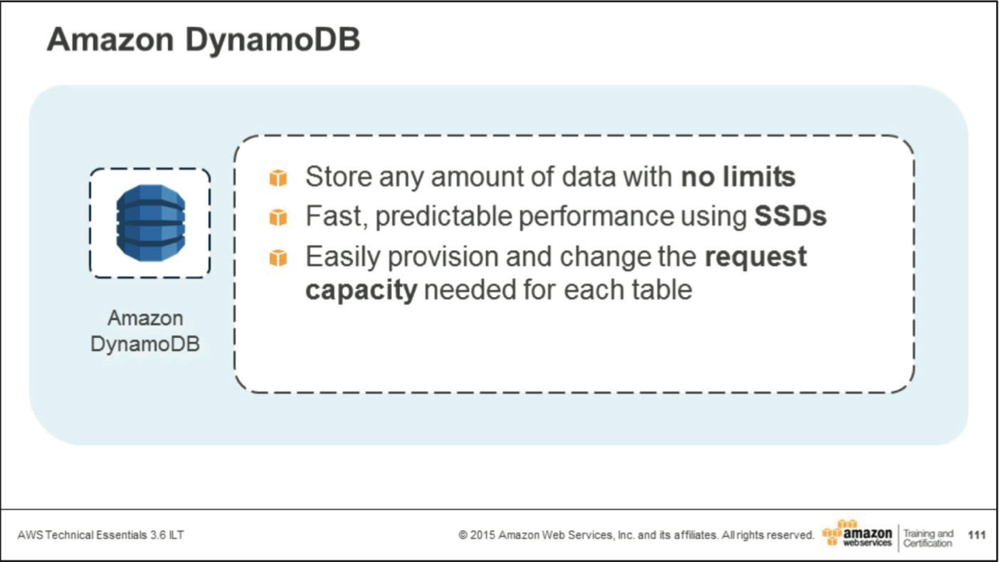 Amazon DynamoDB
Store any amount of data with no limits
Fast, predictable performance using SSDs
Easily provision and change the request
capacity needed for each table
Amazon
DynamoDB
AWS Technical Essentials 3.6 ILT
© 2015 Amazon Web Services, Inc. and its affiliates. All rights reserved.
amazon
webservices
Training and
Certification
111